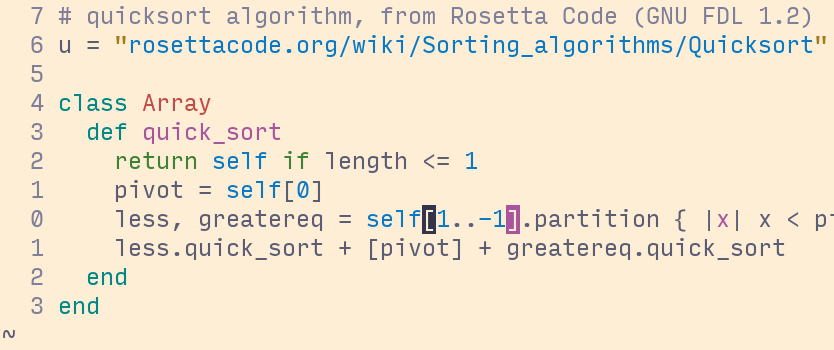 7 # quicksort algorithm, from Rosetta Code (GNU FDL 1.2)
6 u = "rosettacode.org/wiki/Sorting_algorithms/Quicksort"
5
4 class Array
3   def quick_sort
2     return self if length <= 1
1     pivot = self[0]
0     less, greatereq = self[1..-1].partition { |x| x < pi
1     less.quick_sort + [pivot] + greatereq.quick_sort
2   end
3 end
~